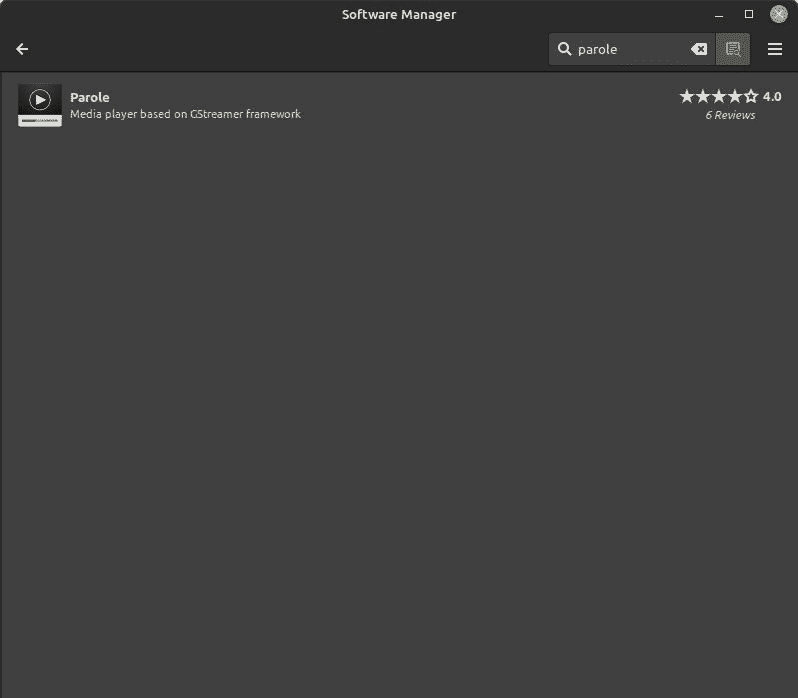 Software Manager
parole
Parole
Media player based on GStreamer framework
4.0
6 Reviews